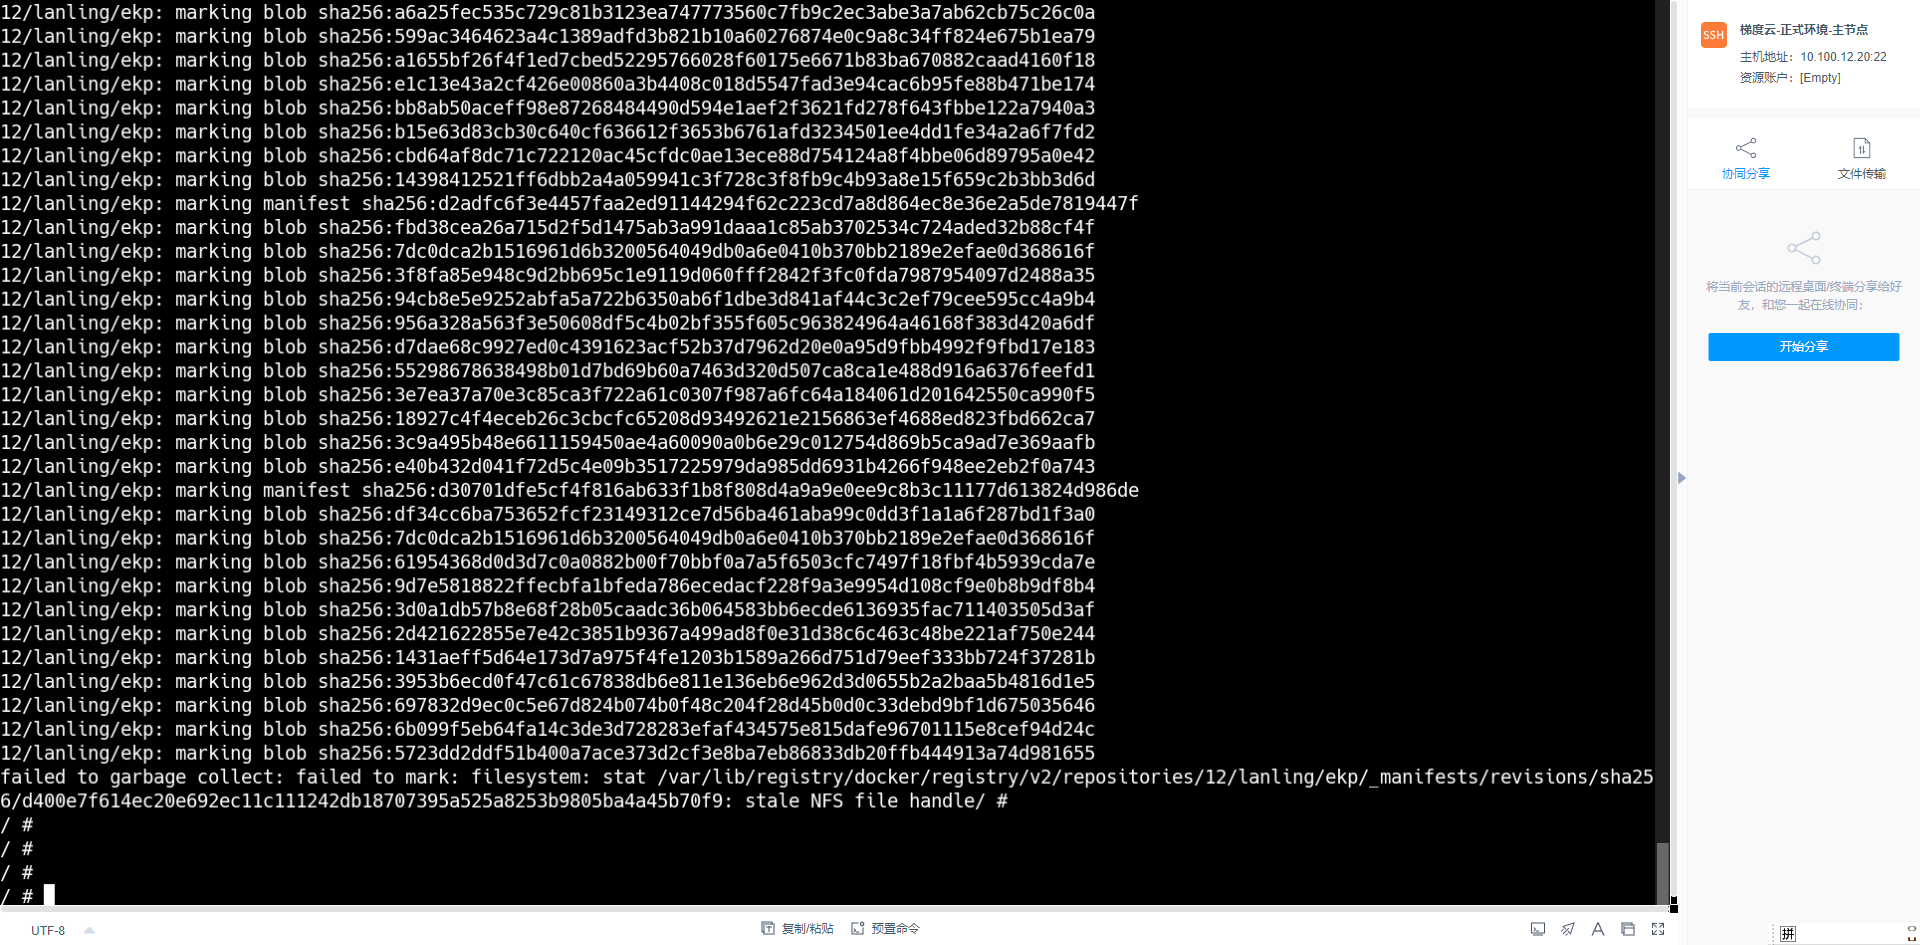 12/lanling/ekp: marking blob sha256:a6a25fec535c729c81b3123ea747773560c7fb9c2ec3abe3a7ab62cb75c26c0a
12/lanling/ekp: marking blob sha256:599ac3464623a4c1389adfd3b821b10a60276874e0c9a8c34ff824e675b1ea79
12/lanling/ekp: marking blob sha256:a1655bf26f4f1ed7cbed52295766028f60175e6671b83ba670882caad4160f18
12/lanling/ekp: marking blob sha256:e1c13e43a2cf426e00860a3b4408c018d5547fad3e94cac6b95fe88b471be174
12/lanling/ekp: marking blob sha256:bb8ab50aceff98e87268484490d594e1aef2f3621fd278f643fbbe122a7940a3
12/lanling/ekp: marking blob sha256:b15e63d83cb30c640cf636612f3653b6761afd3234501ee4dd1fe34a2a6f7fd2
12/lanling/ekp: marking blob sha256:cbd64af8dc71c722120ac45cfdc0ae13ece88d754124a8f4bbe06d89795a0e42
12/lanling/ekp: marking blob sha256:14398412521ff6dbb2a4a059941c3f728c3f8fb9c4b93a8e15f659c2b3bb3d6d
12/lanling/ekp: marking manifest sha256:d2adfc6f3e4457faa2ed91144294f62c223cd7a8d864ec8e36e2a5de7819447f
12/lanling/ekp: marking blob sha256:fbd38cea26a715d2f5d1475ab3a991daaa1c85ab3702534c724aded32b88cf4f
12/lanling/ekp: marking blob sha256:7dc0dca2b1516961d6b3200564049db0a6e0410b370bb2189e2efae0d368616f
12/lanling/ekp: marking blob sha256:3f8fa85e948c9d2bb695c1e9119d060fff2842f3fc0fda7987954097d2488a35
12/lanling/ekp: marking blob sha256:94cb8e5e9252abfa5a722b6350ab6f1dbe3d841af44c3c2ef79cee595cc4a9b4
12/lanling/ekp: marking blob sha256:956a328a563f3e50608df5c4b02bf355f605c963824964a46168f383d420a6df
12/lanling/ekp: marking blob sha256:d7dae68c9927ed0c4391623acf52b37d7962d20e0a95d9fbb4992f9fbd17e183
12/lanling/ekp: marking blob sha256:55298678638498b01d7bd69b60a7463d320d507ca8ca1e488d916a6376feefd1
12/lanling/ekp: marking blob sha256:3e7ea37a70e3c85ca3f722a61c0307f987a6fc64a184061d201642550ca990f5
12/lanling/ekp: marking blob sha256:18927c4f4eceb26c3cbcfc65208d93492621e2156863ef4688ed823fbd662ca7
12/lanling/ekp: marking blob sha256:3c9a495b48e6611159450ae4a60090a0b6e29c012754d869b5ca9ad7e369aafb
12/lanling/ekp: marking blob sha256:e40b432d041f72d5c4e09b3517225979da985dd6931b4266f948ee2eb2f0a743
12/lanling/ekp: marking manifest sha256:d30701dfe5cf4f816ab633f1b8f808d4a9a9e0ee9c8b3c11177d613824d986de
12/lanling/ekp: marking blob sha256:df34cc6ba753652fcf23149312ce7d56ba461aba99c0dd3f1a1a6f287bd1f3a0
12/lanling/ekp: marking blob sha256:7dc0dca2b1516961d6b3200564049db0a6e0410b370bb2189e2efae0d368616f
12/lanling/ekp: marking blob sha256:61954368d0d3d7c0a0882b00f70bbf0a7a5f6503cfc7497f18fbf4b5939cda7e
12/lanling/ekp: marking blob sha256:9d7e5818822ffecbfa1bfeda786ecedacf228f9a3e9954d108cf9e0b8b9df8b4
12/lanling/ekp: marking blob sha256:3d0a1db57b8e68f28b05caadc36b064583bb6ecde6136935fac711403505d3af
12/lanling/ekp: marking blob sha256:2d421622855e7e42c3851b9367a499ad8f0e31d38c6c463c48be221af750e244
12/lanling/ekp: marking blob sha256:1431aeff5d64e173d7a975f4fe1203b1589a266d751d79eef333bb724f37281b
12/lanling/ekp: marking blob sha256:3953b6ecd0f47c61c67838db6e811e136eb6e962d3d0655b2a2baa5b4816d1e5
12/lanling/ekp: marking blob sha256:697832d9ec0c5e67d824b074b0f48c204f28d45b0d0c33debd9bf1d675035646
12/lanling/ekp: marking blob sha256:6b099f5eb64fa14c3de3d728283efaf434575e815dafe96701115e8cef94d24c
12/lanling/ekp: marking blob sha256:5723dd2ddf51b400a7ace373d2cf3e8ba7eb86833db20ffb444913a74d981655
failed to garbage collect: failed to mark: filesystem: stat /var/lib/registry/docker/registry/v2/repositories/12/lanling/ekp/_manifests/revisions/sha25
6/d400e7f614ec20e692ec11c111242db18707395a525a8253b9805ba4a45b70f9: stale NFS file handle/ #
/ #
/ #
/ #
/ #
UTF-8
复制/粘贴
预置命令
SSH
梯度云-正式环境-主节点
主机地址：10.100.12.20:22
资源账户：[Empty]
协同分享
文件传输
将当前会话的远程桌面/终端分享给好
友，和您一起在线协同；
开始分享
拼